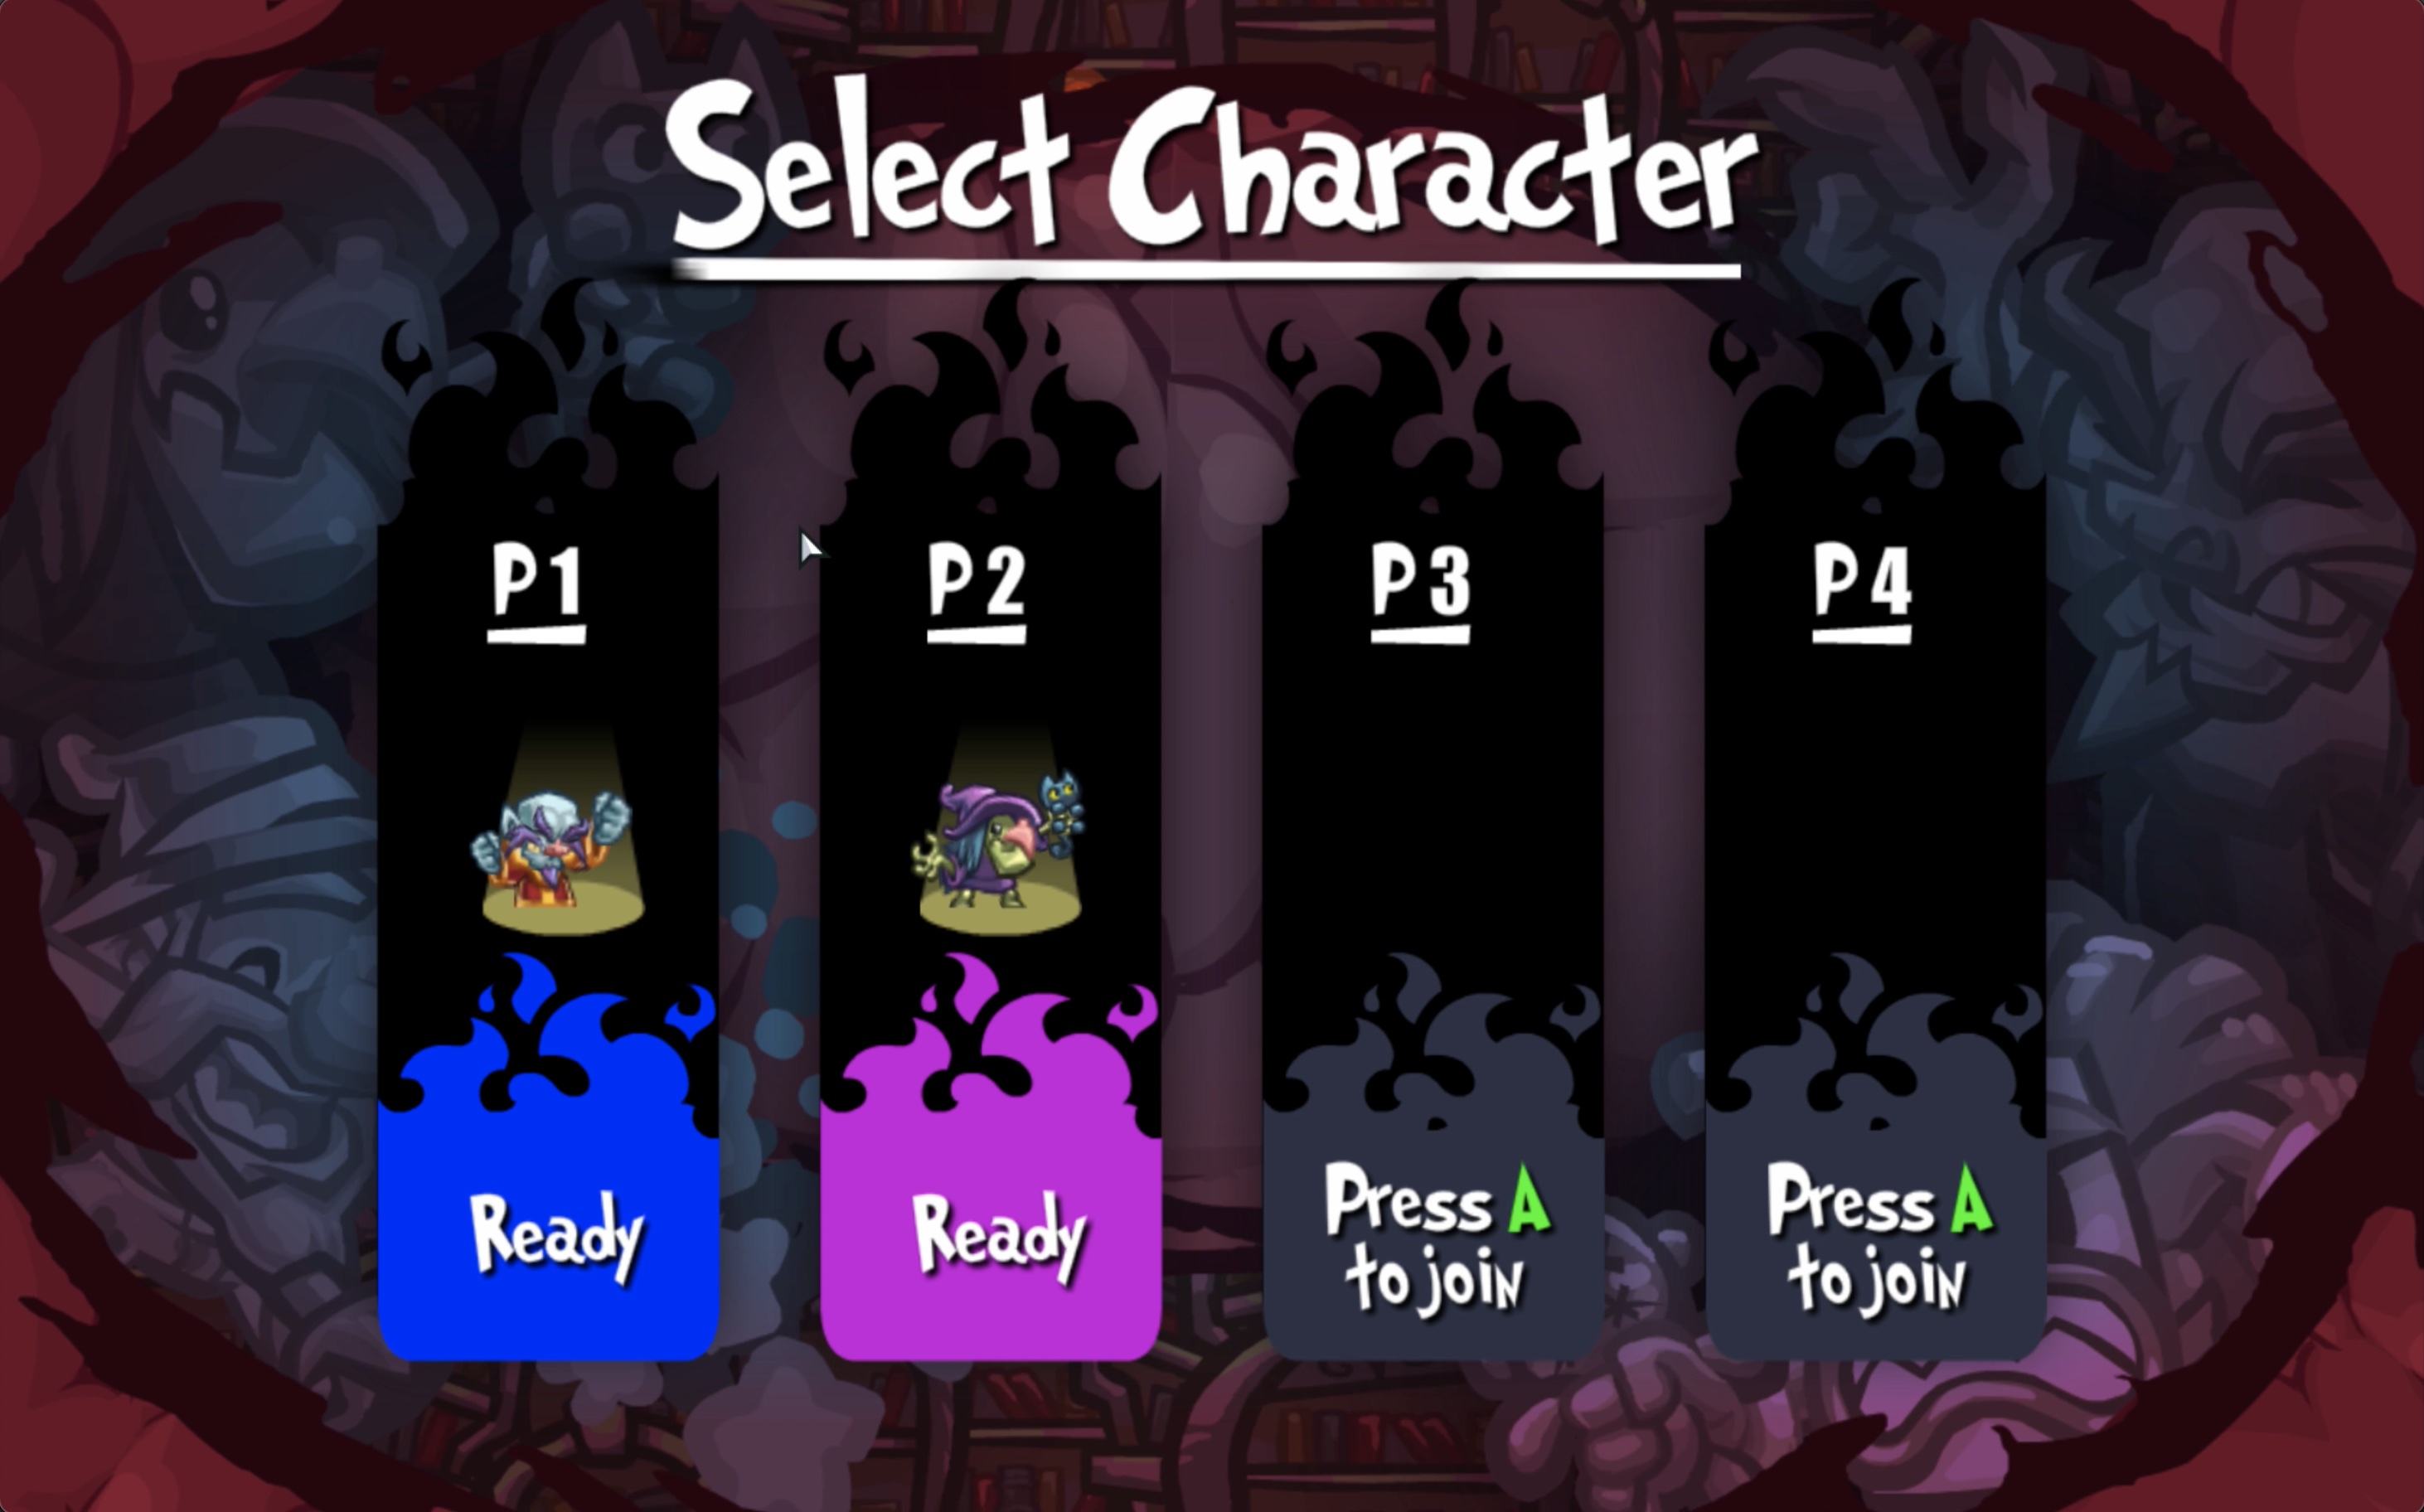 Select Character
P1
P2
P3
P4
Ready
Ready
Press A
to join
Press A
to join